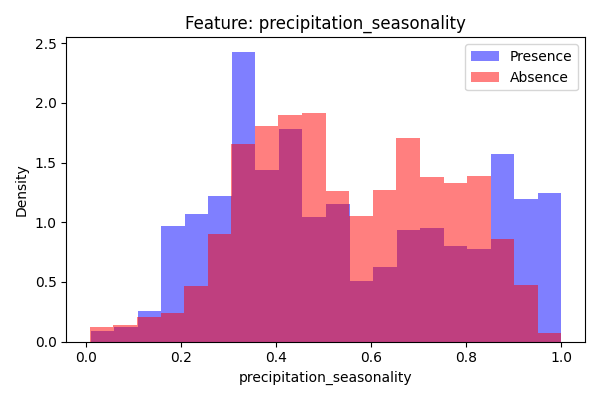 Feature: precipitation_seasonality
Presence
Absence
Density
2.5
2.0
1.5
1.0
0.5
0.0
0.0 0.2 0.4 0.6 0.8 1.0
precipitation_seasonality